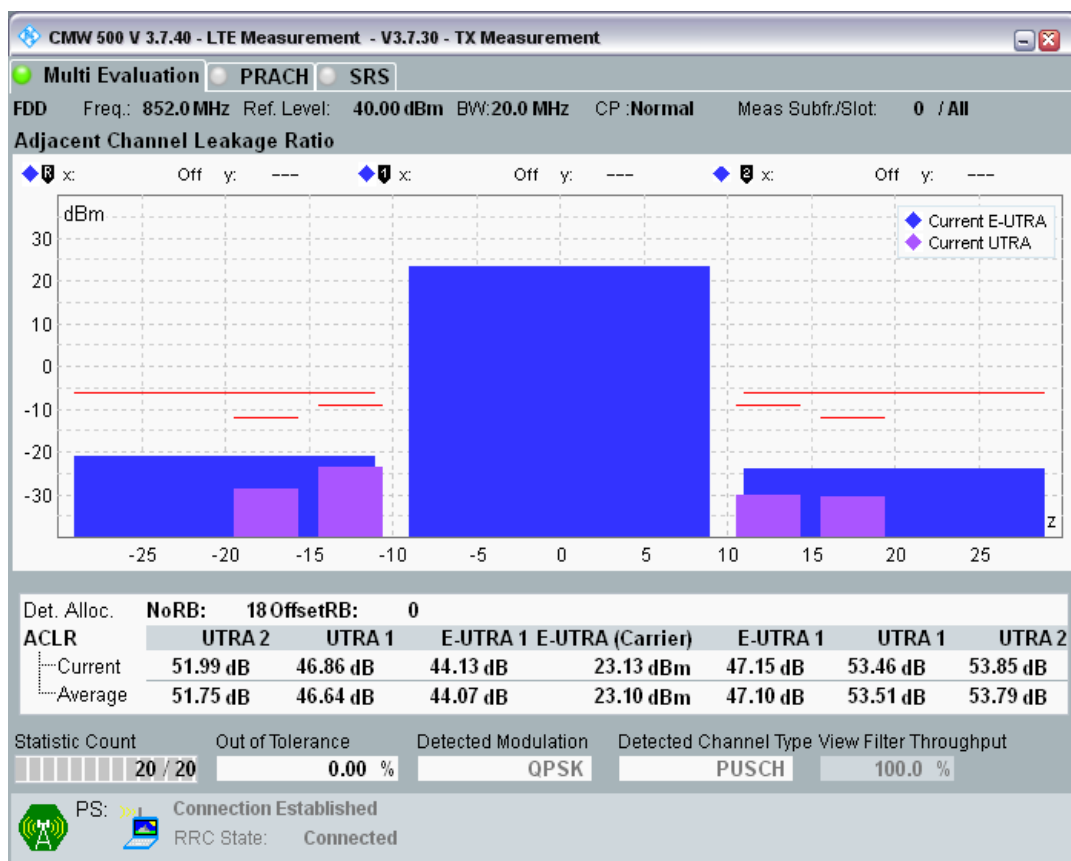 CMW 500 V 3.7.40 - LTE Measurement - V3.7.30 - TX Measurement
Multi Evaluation PRACH SRS
FDD Freq.: 852.0 MHz Ref. Level: 40.00 dBm BW:20.0 MHz CP :Normal Meas Subfr./Slot: 0 / All
Adjacent Channel Leakage Ratio
R x: Off y: --- 1 x: Off y: --- 2 x: Off y: ---
dBm
Current E-UTRA
Current UTRA
30
20
10
0
-10
-20
-30
z
-25 -20 -15 -10 -5 0 5 10 15 20 25
Det. Alloc. NoRB: 18 OffsetRB: 0
ACLR UTRA 2 UTRA 1 E-UTRA 1 E-UTRA (Carrier) E-UTRA 1 UTRA 1 UTRA 2
Current 51.99 dB 46.86 dB 44.13 dB 23.13 dBm 47.15 dB 53.46 dB 53.85 dB
Average 51.75 dB 46.64 dB 44.07 dB 23.10 dBm 47.10 dB 53.51 dB 53.79 dB
Statistic Count Out of Tolerance Detected Modulation Detected Channel Type View Filter Throughput
20 / 20 0.00 % QPSK PUSCH 100.0 %
PS: Connection Established
RRC State: Connected